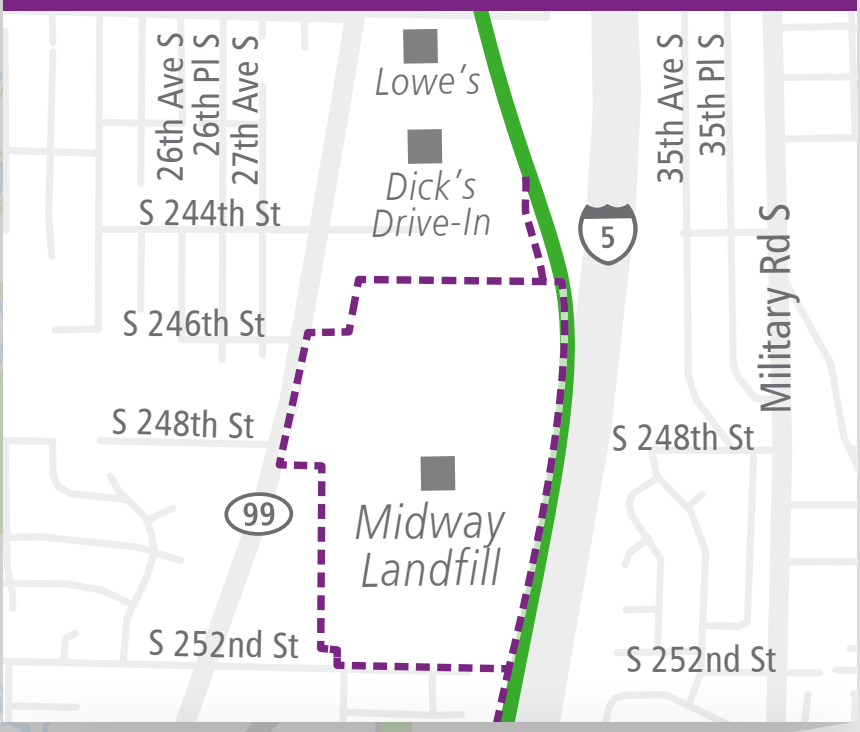 26th Ave S
26th Pl S
27th Ave S
Lowe's
35th Ave S
35th Pl S
Dick's
Drive-In
S 244th St
5
Military Rd S
S 246th St
S 248th St
S 248th St
99
Midway
Landfill
S 252nd St
S 252nd St